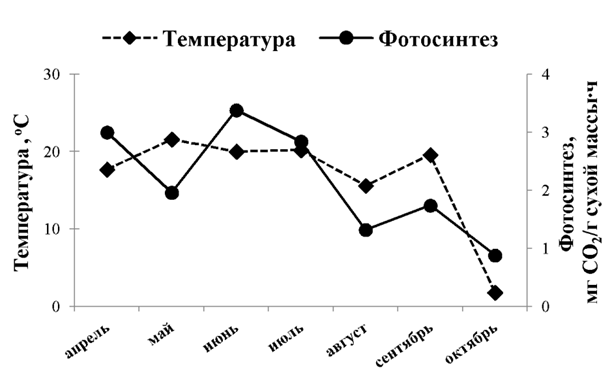 Температура Фотосинтез
30
20
10
0
Температура , °С
4
3
2
1
0
Фотосинтез,
мг CO₂/г сухой массы·ч
апрель май июнь июль август сентябрь октябрь